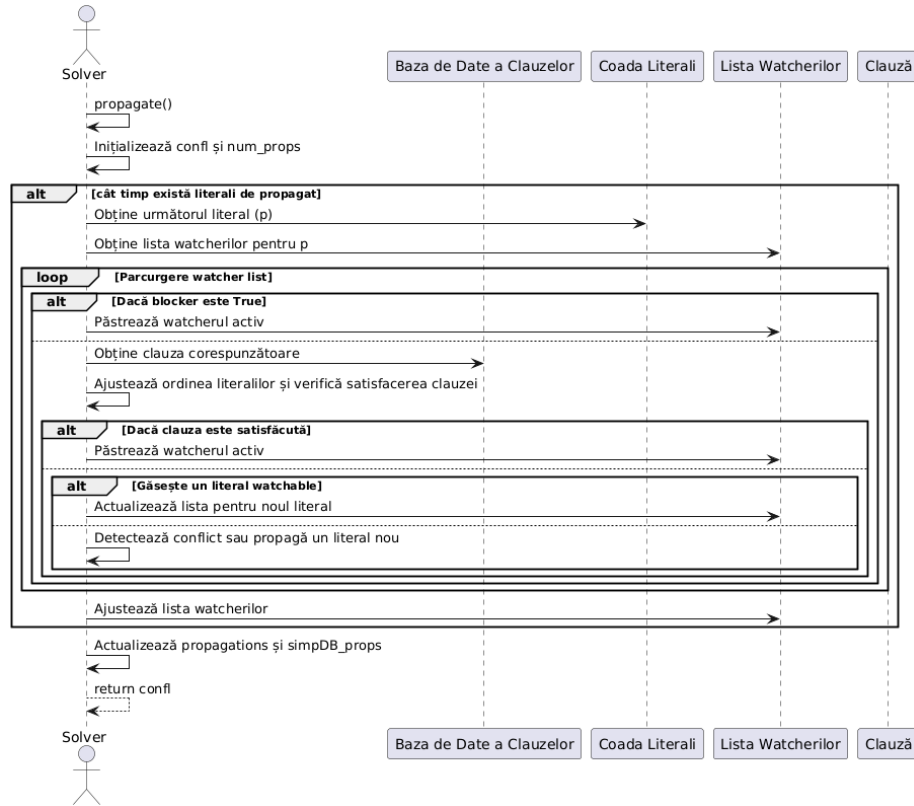 Solver
Baza de Date a Clauzelor
Coada Literali
Lista Watcherilor
Clauză
propagate()
Inițializează confl și num_props
alt [cât timp există literali de propagat]
Obține următorul literal (p)
Obține lista watcherilor pentru p
loop [Parcurgere watcher list]
alt [Dacă blocker este True]
Păstrează watcherul activ
Obține clauza corespunzătoare
Ajustează ordinea literalilor și verifică satisfacerea clauzei
alt [Dacă clauza este satisfăcută]
Păstrează watcherul activ
alt [Găsește un literal watchable]
Actualizează lista pentru noul literal
Detectează conflict sau propagă un literal nou
Ajustează lista watcherilor
Actualizează propagations și simpDB_props
return confl
Solver
Baza de Date a Clauzelor
Coada Literali
Lista Watcherilor
Clauză